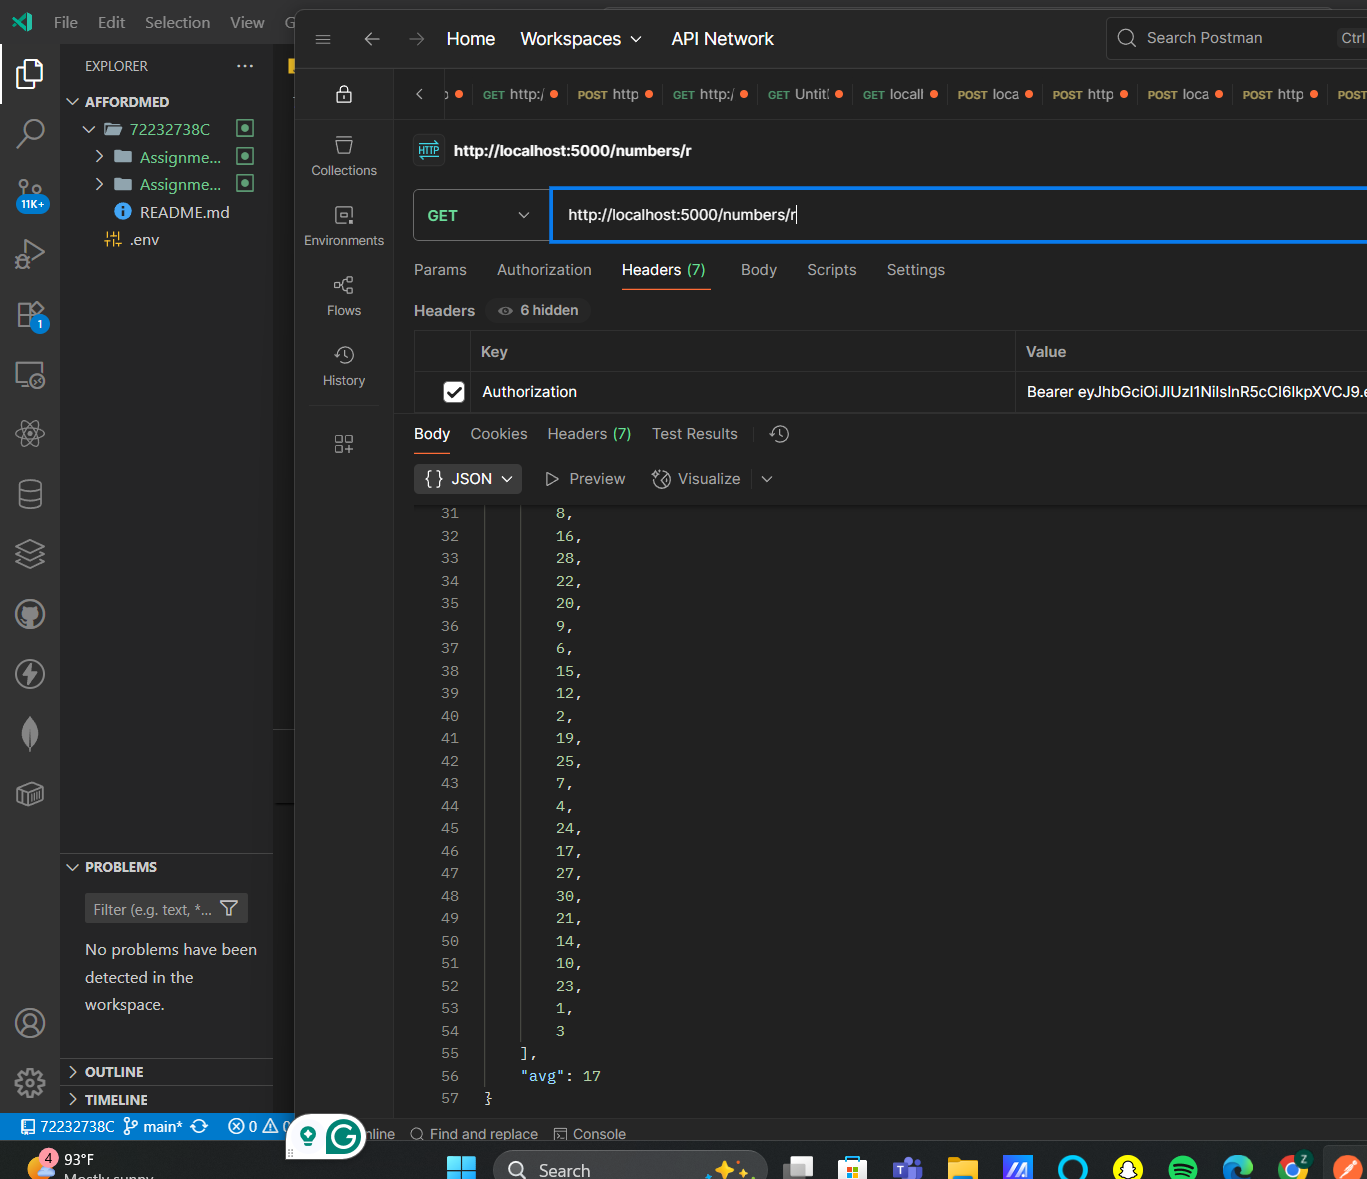 File Edit Selection View G
Home Workspaces API Network
Search Postman Ctrl
EXPLORER
AFFORDMED
72232738C
Assignme...
Assignme...
README.md
.env
GET http:/ POST http GET http:/ GET Untitl GET locall POST loca POST http POST loca POST http POST
HTTP http://localhost:5000/numbers/r
GET http://localhost:5000/numbers/r
Collections
Environments
Flows
History
11K+
1
Params Authorization Headers (7) Body Scripts Settings
Headers 6 hidden
Key Value
Authorization Bearer
Body Cookies Headers (7) Test Results
{} JSON Preview Visualize
31 8,
32 16,
33 28,
34 22,
35 20,
36 9,
37 6,
38 15,
39 12,
40 2,
41 19,
42 25,
43 7,
44 4,
45 24,
46 17,
47 27,
48 30,
49 21,
50 14,
51 10,
52 23,
53 1,
54 3
55 ],
56 "avg": 17
57 }
PROBLEMS
Filter (e.g. text, *...
No problems have been
detected in the
workspace.
OUTLINE
TIMELINE
72232738C main* 0
nline Find and replace Console
4 93°F
Mostly sunny
Search
Z